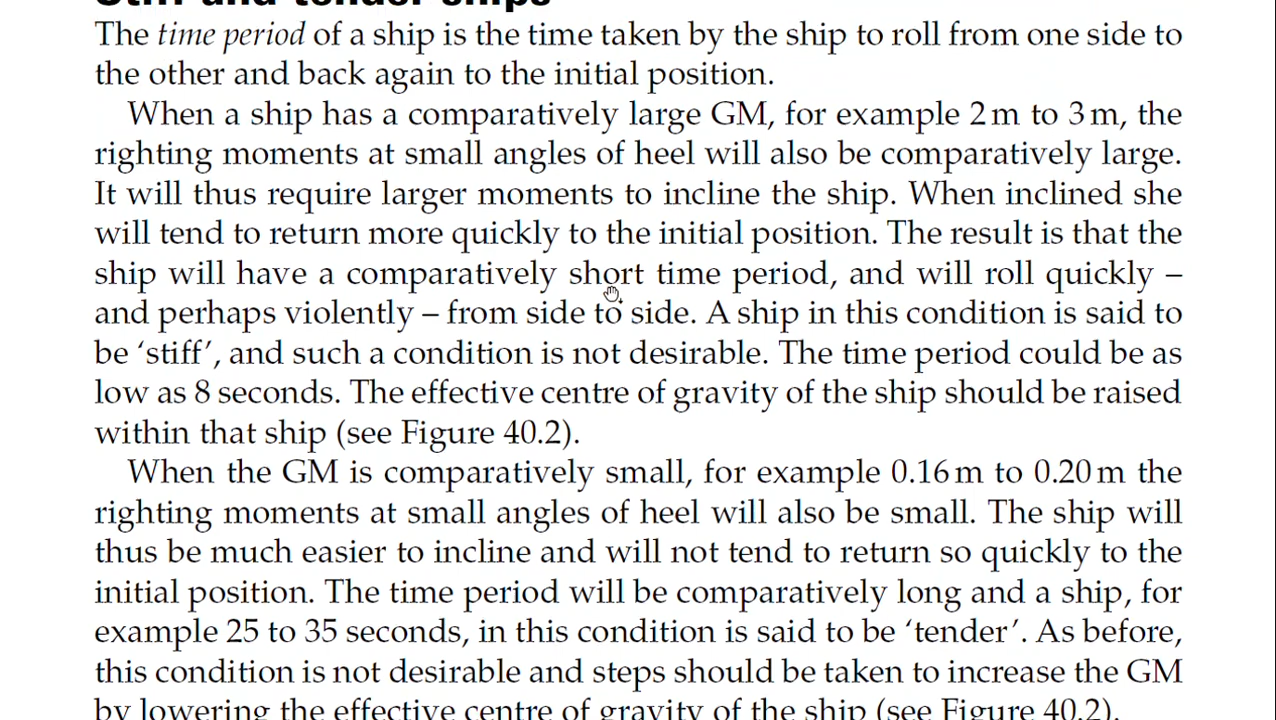 Stiff and tender ships
The time period of a ship is the time taken by the ship to roll from one side to
the other and back again to the initial position.
When a ship has a comparatively large GM, for example 2 m to 3 m, the
righting moments at small angles of heel will also be comparatively large.
It will thus require larger moments to incline the ship. When inclined she
will tend to return more quickly to the initial position. The result is that the
ship will have a comparatively short time period, and will roll quickly –
and perhaps violently – from side to side. A ship in this condition is said to
be ‘stiff’, and such a condition is not desirable. The time period could be as
low as 8 seconds. The effective centre of gravity of the ship should be raised
within that ship (see Figure 40.2).
When the GM is comparatively small, for example 0.16 m to 0.20 m the
righting moments at small angles of heel will also be small. The ship will
thus be much easier to incline and will not tend to return so quickly to the
initial position. The time period will be comparatively long and a ship, for
example 25 to 35 seconds, in this condition is said to be ‘tender’. As before,
this condition is not desirable and steps should be taken to increase the GM
by lowering the effective centre of gravity of the ship (see Figure 40.2).